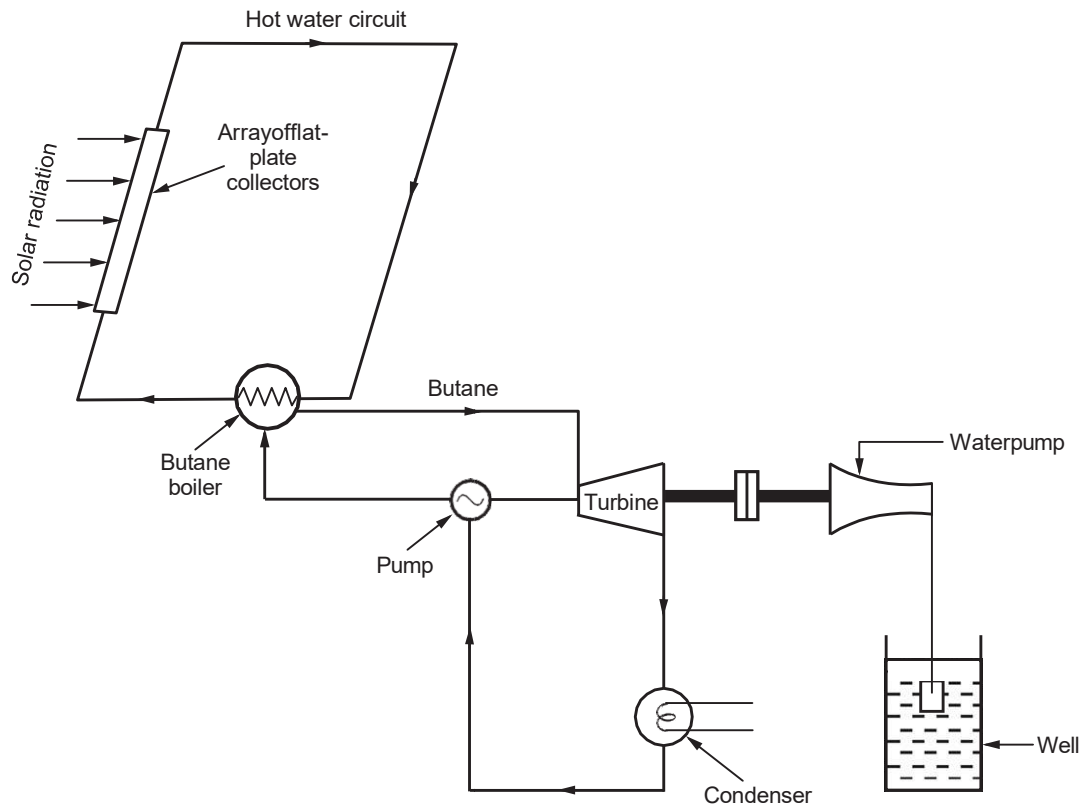 Hot water circuit
Arrayofflat-
plate
collectors
Solar radiation
Butane
Butane
boiler
Waterpump
Turbine
Pump
Well
Condenser